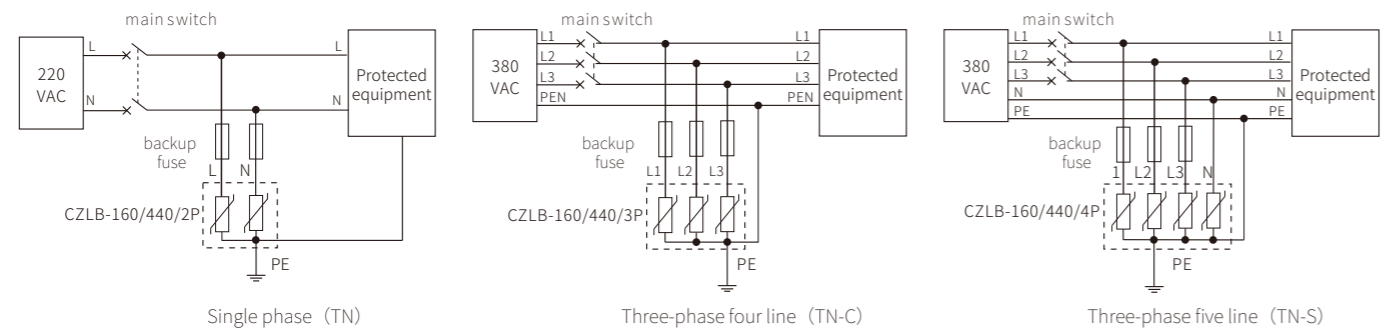 main switch
220
VAC
L
N
L
N
Protected
equipment
backup
fuse
L
N
CZLB-160/440/2P
PE
Single phase（TN）
main switch
380
VAC
L1
L2
L3
PEN
L1
L2
L3
PEN
Protected
equipment
backup
fuse
L1
L2
L3
CZLB-160/440/3P
PE
Three-phase four line（TN-C）
main switch
380
VAC
L1
L2
L3
N
PE
L1
L2
L3
N
PE
Protected
equipment
backup
fuse
1
L2
L3
N
CZLB-160/440/4P
PE
Three-phase five line（TN-S）